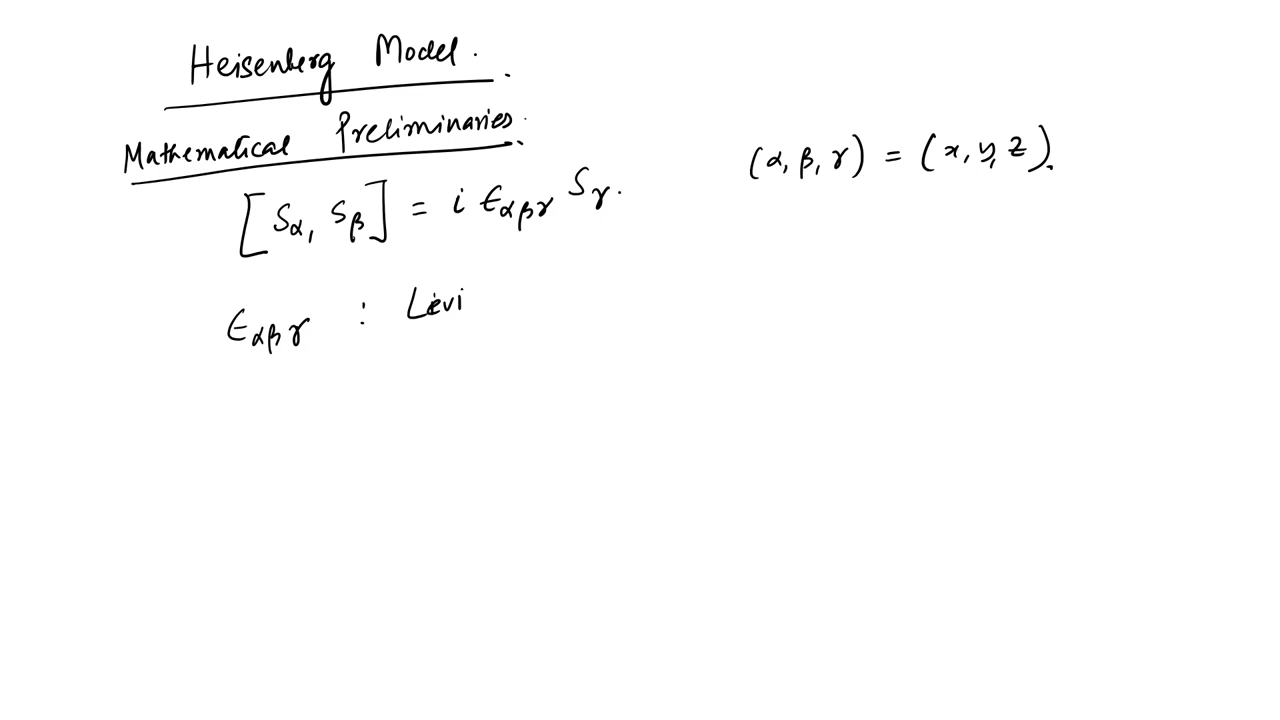 Heisenberg Model.
Mathematical Preliminaries.
[Sα, Sβ] = i ϵαβγ Sγ.
(α, β, γ) = (x, y, z).
ϵαβγ : Levi